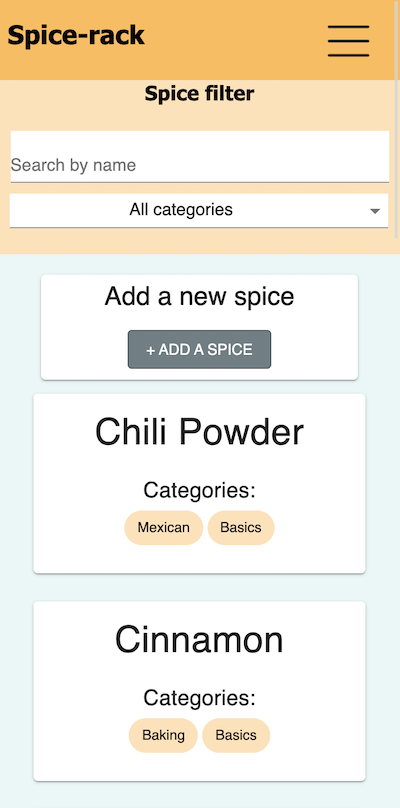 Spice-rack
Spice filter
Search by name
All categories
Add a new spice
+ ADD A SPICE
Chili Powder
Categories:
Mexican Basics
Cinnamon
Categories:
Baking Basics